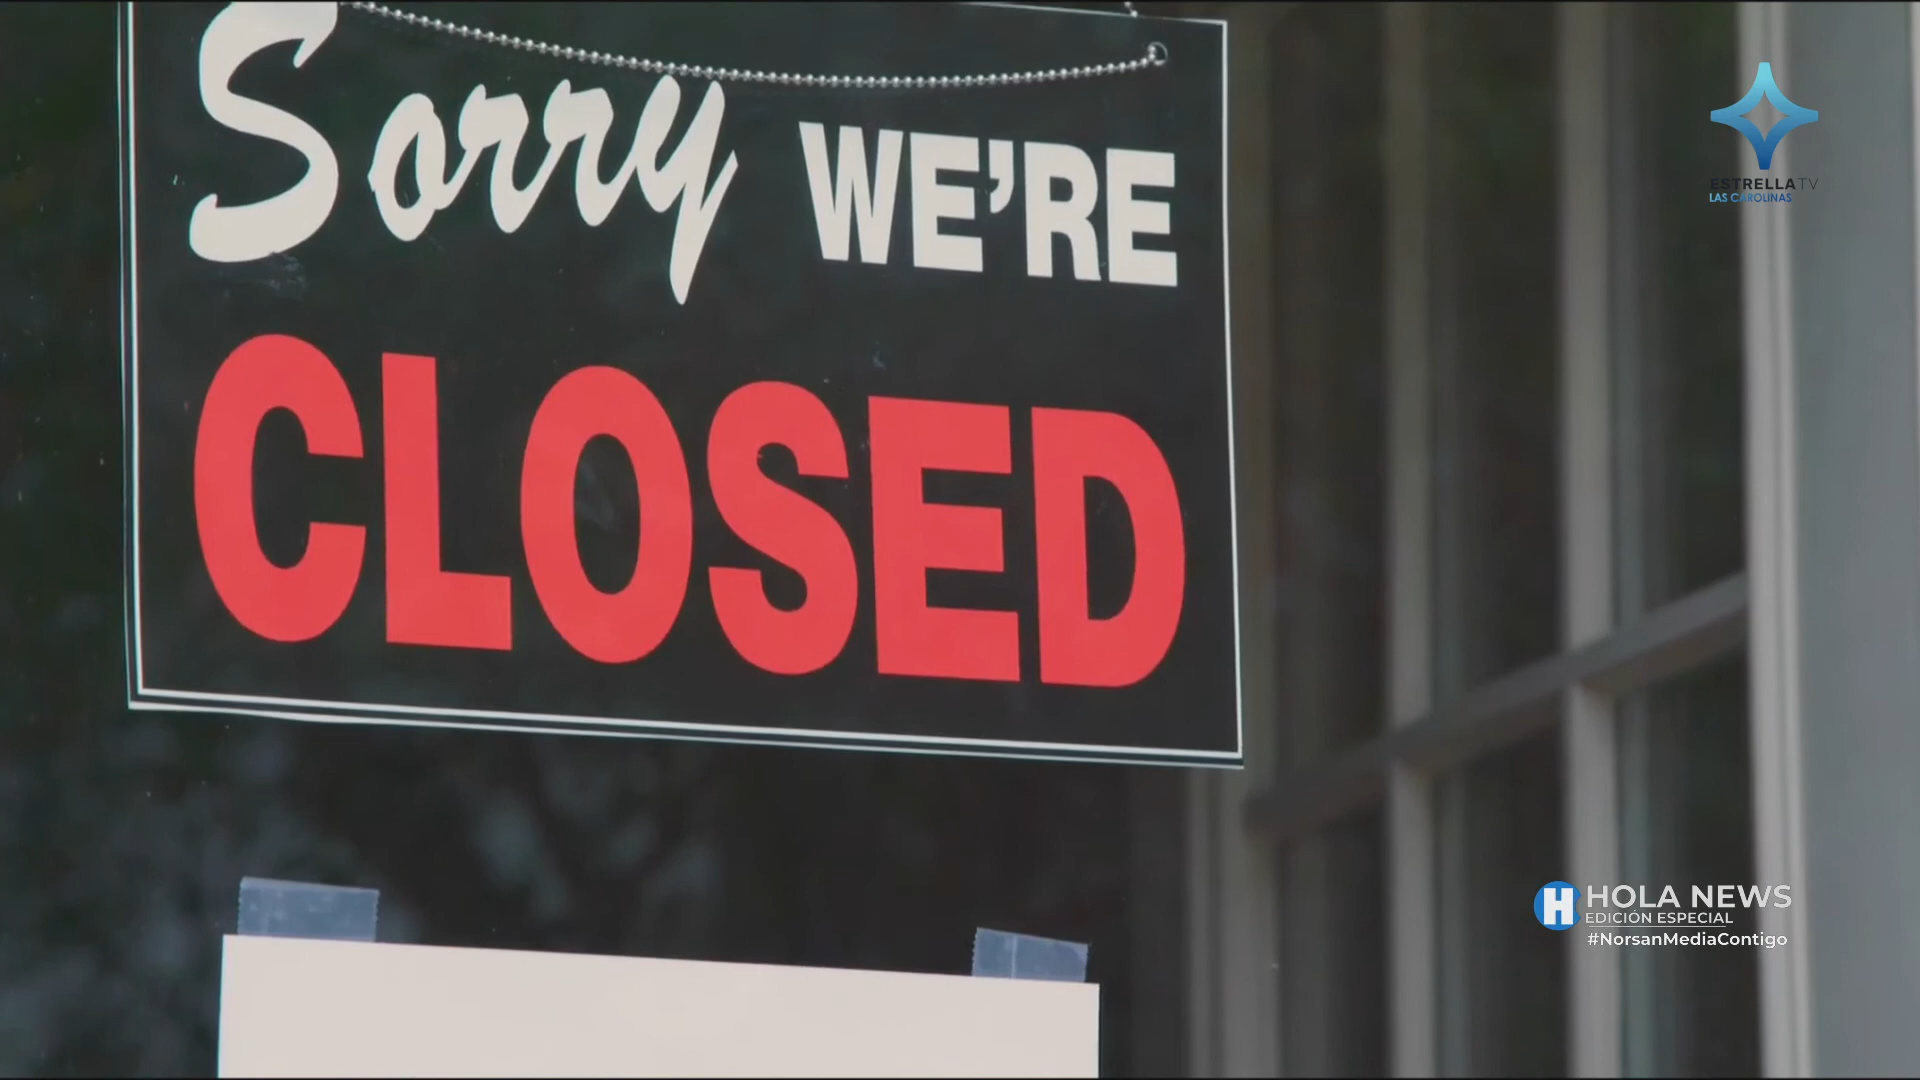 Sorry WE'RE
CLOSED
ESTRELLA TV
LAS CAROLINAS
H HOLA NEWS
EDICIÓN ESPECIAL
#NorsanMediaContigo